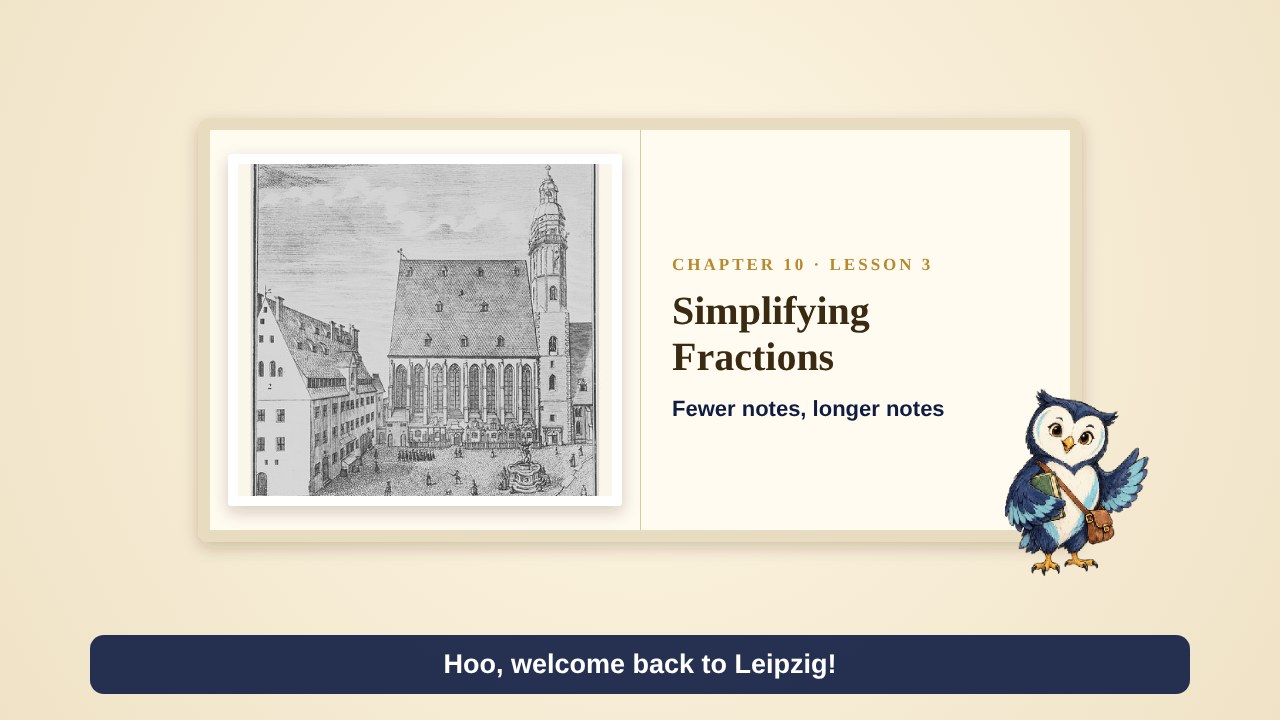 CHAPTER 10 · LESSON 3
Simplifying
Fractions
Fewer notes, longer notes
Hoo, welcome back to Leipzig!